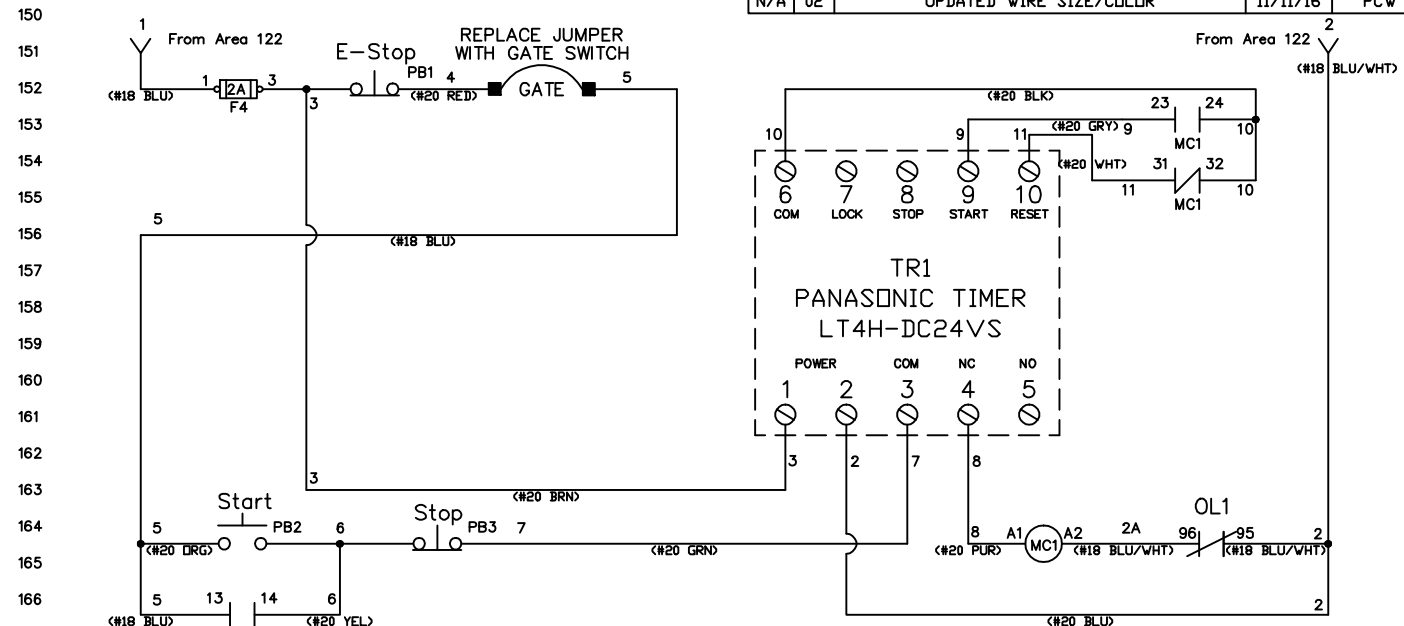 N/A 02 UPDATED WIRE SIZE/COLOR 11/11/16 PCW
150
1 2
From Area 122 REPLACE JUMPER From Area 122
151 E-Stop WITH GATE SWITCH
(#18 BLU/WHT)
152 1 2A 3 PB1 4 GATE 5
(#18 BLU) F4 3 (#20 RED) (#20 BLK)
23 24
153 10 9 (#20 GRY) 9 MC1 10
11
154 (#20 WHT) 31 32
155 6 7 8 9 10 11 MC1 10
COM LOCK STOP START RESET
5
156 (#18 BLU)
157 TR1
158 PANASONIC TIMER
LT4H-DC24VS
159
160 POWER COM NC NO
1 2 3 4 5
161
162 3 2 7 8
163 3 (#20 BRN)
Start Stop OL1
164 5 PB2 6 PB3 7 8 A1 MC1 A2 2A 96 95 2
(#20 ORG) (#20 GRN) (#20 PUR) (#18 BLU/WHT) (#18 BLU/WHT)
165
166 5 13 14 6 2
(#18 BLU) (#20 YEL) (#20 BLU)